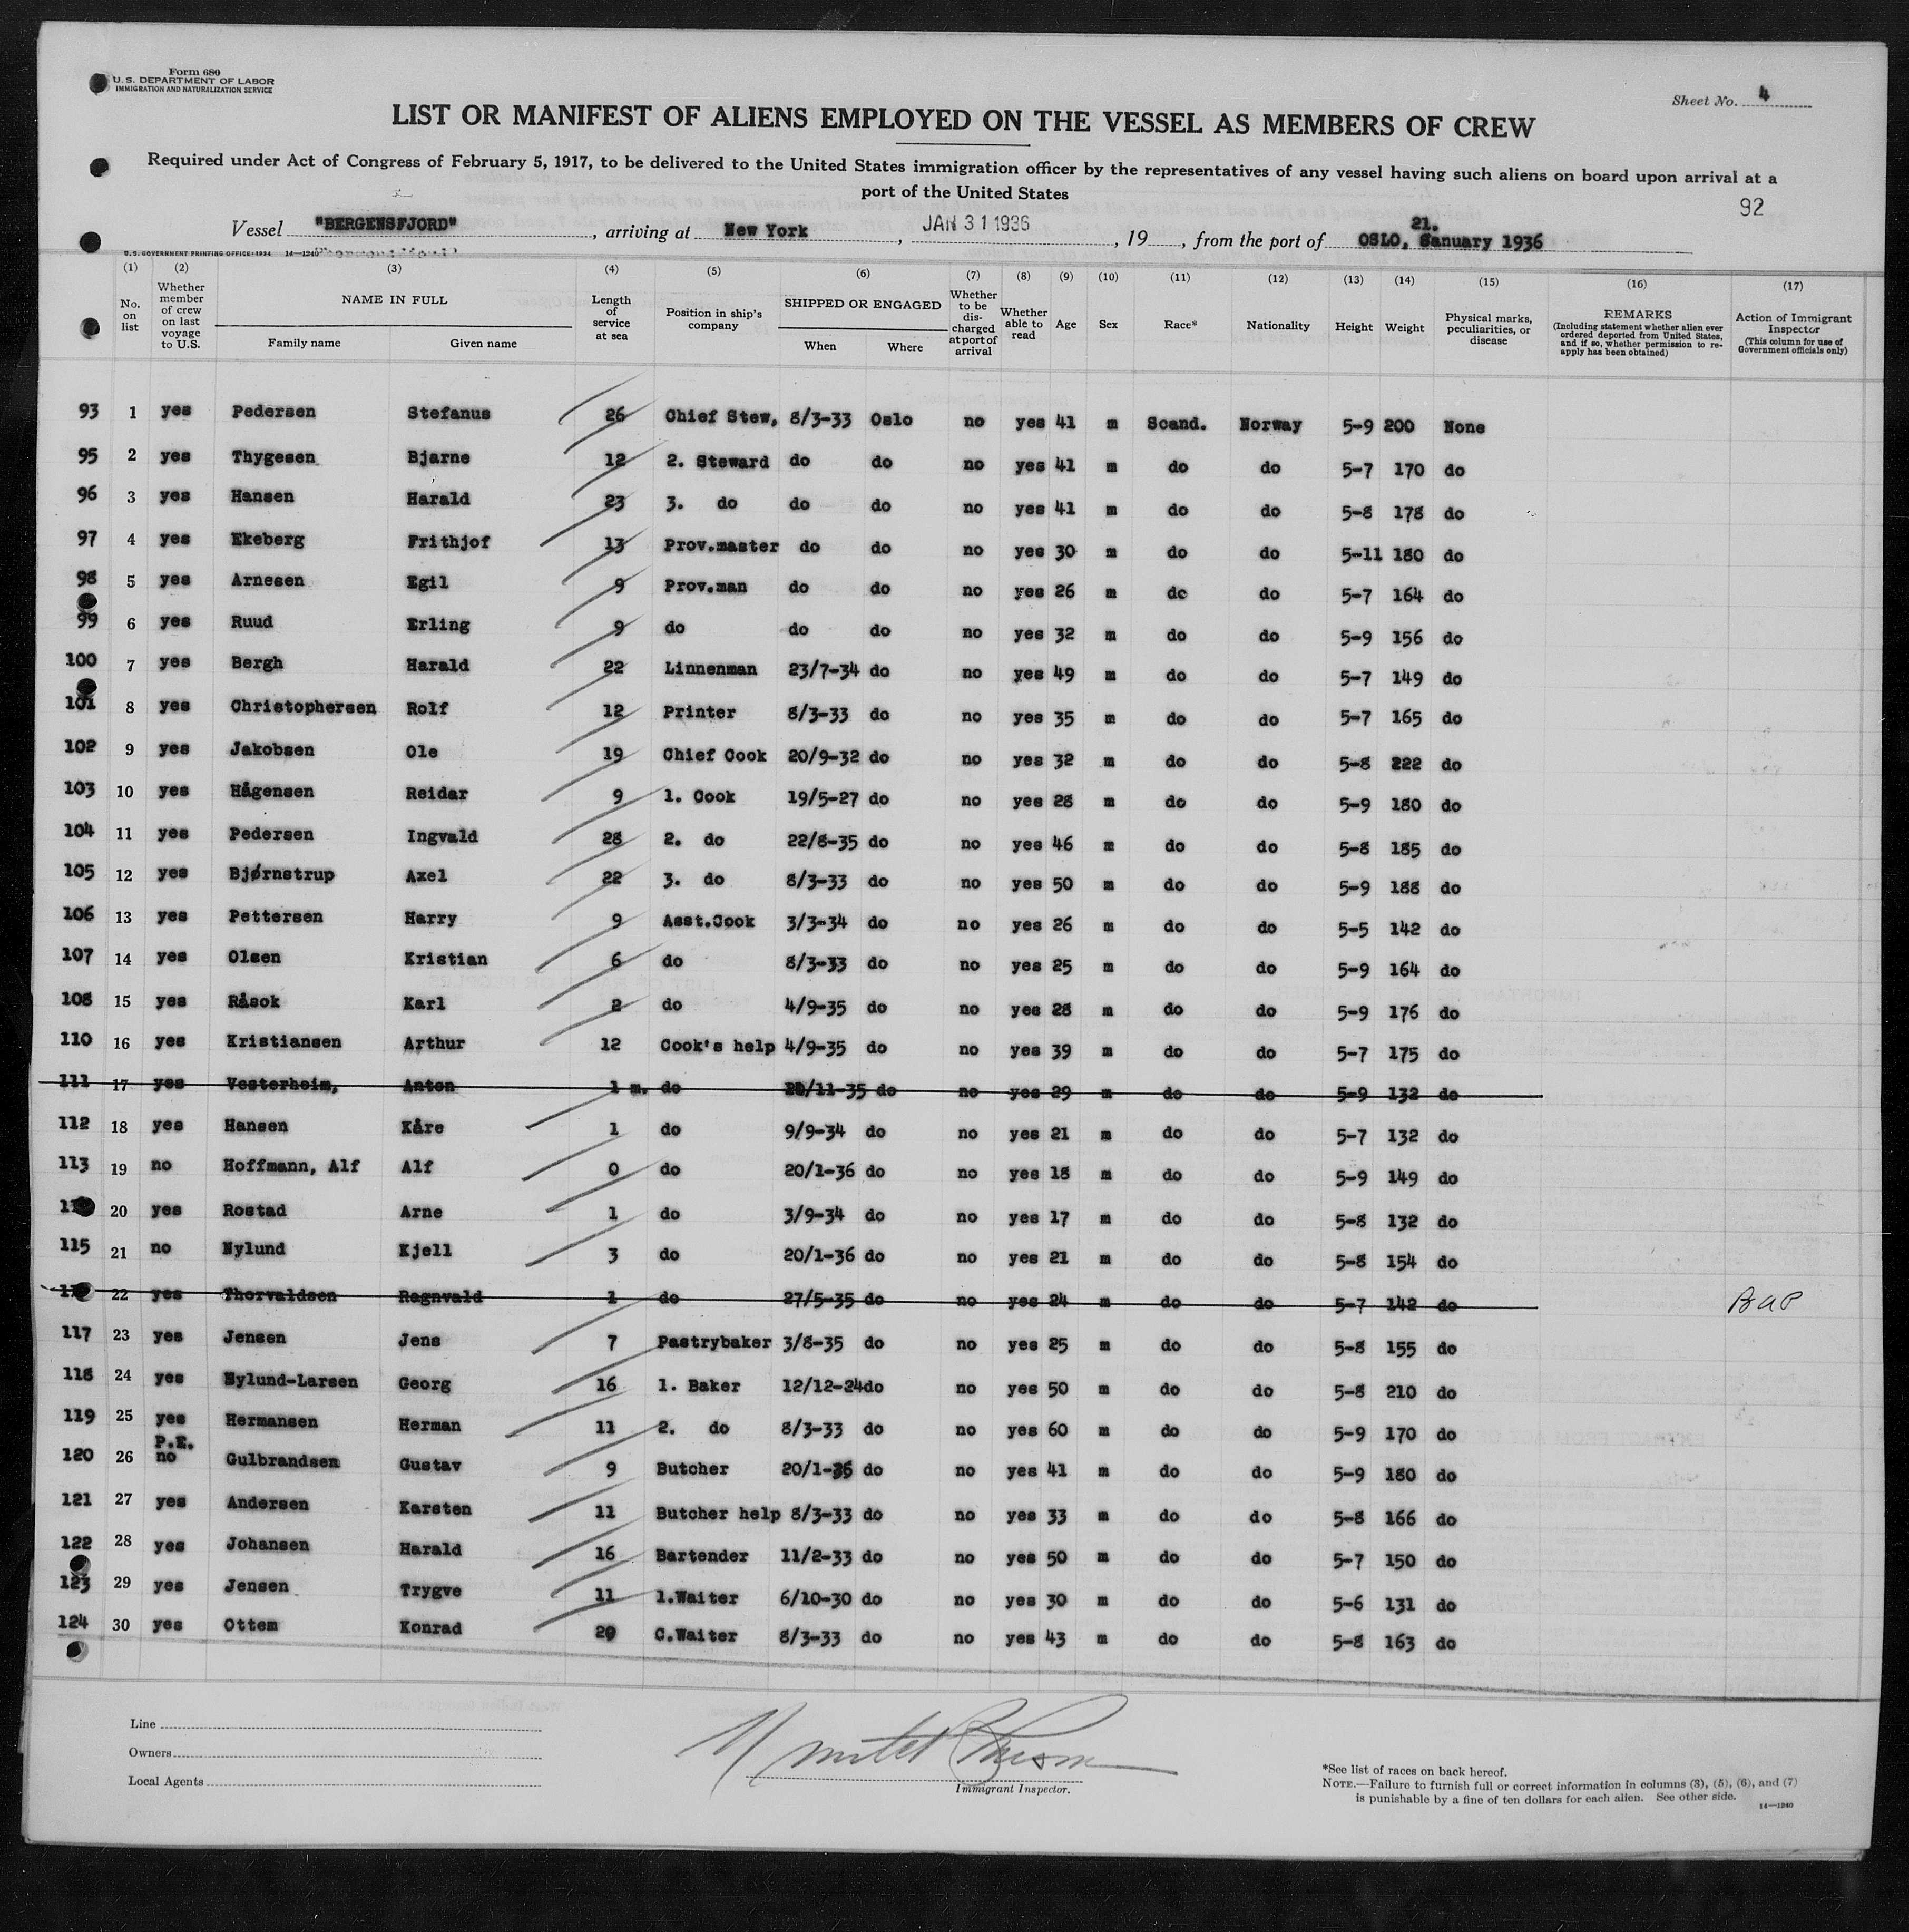 Form 680
U. S. DEPARTMENT OF LABOR
IMMIGRATION AND NATURALIZATION SERVICE
Sheet No. 4
LIST OR MANIFEST OF ALIENS EMPLOYED ON THE VESSEL AS MEMBERS OF CREW
Required under Act of Congress of February 5, 1917, to be delivered to the United States immigration officer by the representatives of any vessel having such aliens on board upon arrival at a
port of the United States
92
Vessel "BERGENSFJORD", arriving at New York, JAN 31 1936, 19, from the port of OSLO, 21. Sanuary 1936
U. S. GOVERNMENT PRINTING OFFICE: 1934 14—1240
(1) (2) (3) (4) (5) (6) (7) (8) (9) (10) (11) (12) (13) (14) (15) (16) (17)
No. on list
Whether member of crew on last voyage to U.S.
NAME IN FULL
Family name Given name
Length of service at sea
Position in ship's company
SHIPPED OR ENGAGED
When Where
Whether to be discharged at port of arrival
Whether able to read
Age
Sex
Race*
Nationality
Height
Weight
Physical marks, peculiarities, or disease
REMARKS
(Including statement whether alien ever ordered deported from United States, and if so, whether permission to reapply has been obtained)
Action of Immigrant Inspector
(This column for use of Government officials only)
93 1 yes Pedersen Stefanus 26 Chief Stew, 8/3-33 Oslo no yes 41 m Scand. Norway 5-9 200 None
95 2 yes Thygesen Bjarne 12 2. Steward do do no yes 41 m do do 5-7 170 do
96 3 yes Hansen Harald 23 3. do do do no yes 41 m do do 5-8 178 do
97 4 yes Ekeberg Frithjof 13 Prov.master do do no yes 30 m do do 5-11 180 do
98 5 yes Arnesen Egil 9 Prov.man do do no yes 26 m do do 5-7 164 do
99 6 yes Ruud Erling 9 do do do no yes 32 m do do 5-9 156 do
100 7 yes Bergh Harald 22 Linnenman 23/7-34 do no yes 49 m do do 5-7 149 do
101 8 yes Christophersen Rolf 12 Printer 8/3-33 do no yes 35 m do do 5-7 165 do
102 9 yes Jakobsen Ole 19 Chief Cook 20/9-32 do no yes 32 m do do 5-8 222 do
103 10 yes Hågensen Reidar 9 1. Cook 19/5-27 do no yes 28 m do do 5-9 180 do
104 11 yes Pedersen Ingvald 28 2. do 22/8-35 do no yes 46 m do do 5-8 185 do
105 12 yes Bjørnstrup Axel 22 3. do 8/3-33 do no yes 50 m do do 5-9 188 do
106 13 yes Pettersen Harry 9 Asst.Cook 3/3-34 do no yes 26 m do do 5-5 142 do
107 14 yes Olsen Kristian 6 do 8/3-33 do no yes 25 m do do 5-9 164 do
108 15 yes Råsok Karl 2 do 4/9-35 do no yes 28 m do do 5-9 176 do
110 16 yes Kristiansen Arthur 12 Cook's help 4/9-35 do no yes 39 m do do 5-7 175 do
111 17 yes Vesterheim, Anton 1 m. do /11-35 do no yes 29 m do do 5-9 132 do
112 18 yes Hansen Kåre 1 do 9/9-34 do no yes 21 m do do 5-7 132 do
113 19 no Hoffmann, Alf Alf 0 do 20/1-36 do no yes 18 m do do 5-9 149 do
20 yes Rostad Arne 1 do 3/9-34 do no yes 17 m do do 5-8 132 do
115 21 no Nylund Kjell 3 do 20/1-36 do no yes 21 m do do 5-8 154 do
22 yes Thorvaldsen Ragnvald 1 do 27/5-35 do no yes 24 m do do 5-7 142 do
117 23 yes Jensen Jens 7 Pastrybaker 3/8-35 do no yes 25 m do do 5-8 155 do
118 24 yes Nylund-Larsen Georg 16 1. Baker 12/12-24do no yes 50 m do do 5-8 210 do
119 25 yes Hermansen Herman 11 2. do 8/3-33 do no yes 60 m do do 5-9 170 do
120 26 P.E. no Gulbrandsen Gustav 9 Butcher 20/1-36 do no yes 41 m do do 5-9 180 do
121 27 yes Andersen Karsten 11 Butcher help 8/3-33 do no yes 33 m do do 5-8 166 do
122 28 yes Johansen Harald 16 Bartender 11/2-33 do no yes 50 m do do 5-7 150 do
123 29 yes Jensen Trygve 11 1.Waiter 6/10-30 do no yes 30 m do do 5-6 131 do
124 30 yes Ottem Konrad 29 C.Waiter 8/3-33 do no yes 43 m do do 5-8 163 do
Line
Owners
Local Agents
Immigrant Inspector.
*See list of races on back hereof.
NOTE.—Failure to furnish full or correct information in columns (3), (5), (6), and (7)
is punishable by a fine of ten dollars for each alien. See other side.
14—1240